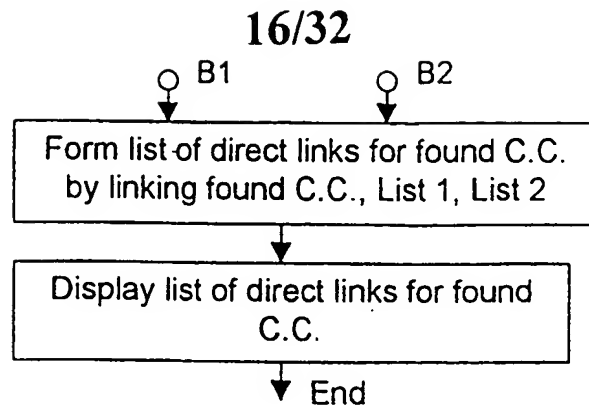 16/32
B1 B2
Form list of direct links for found C.C.
by linking found C.C., List 1, List 2
Display list of direct links for found
C.C.
End